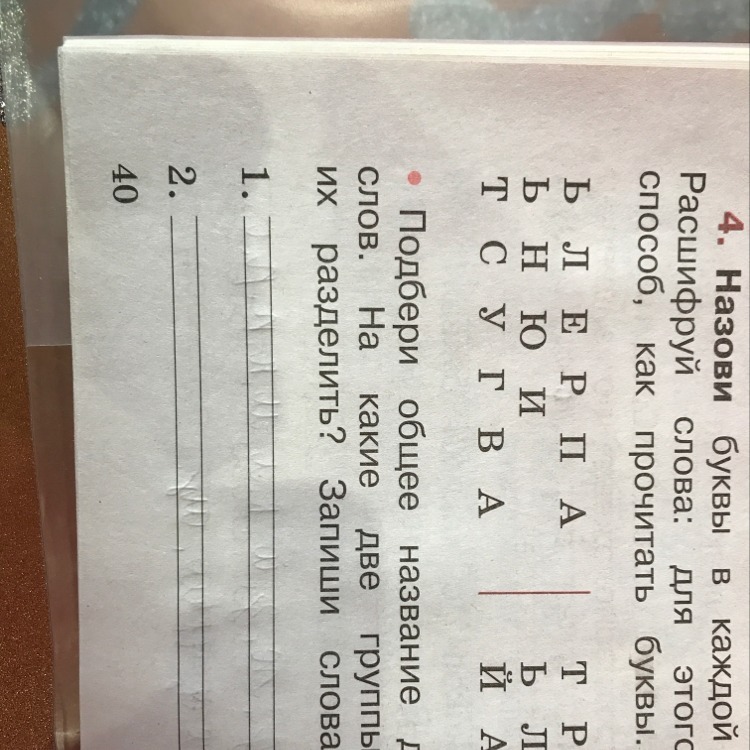 4. Назови буквы в каждой
Расшифруй слова: для этого
способ, как прочитать буквы.
Ь Л Е Р П А | Т Р
Ь Н Ю И Ь Л
Т С У Г В А Й А
• Подбери общее название
слов. На какие две группы
их разделить? Запиши слова
1.
2.
40